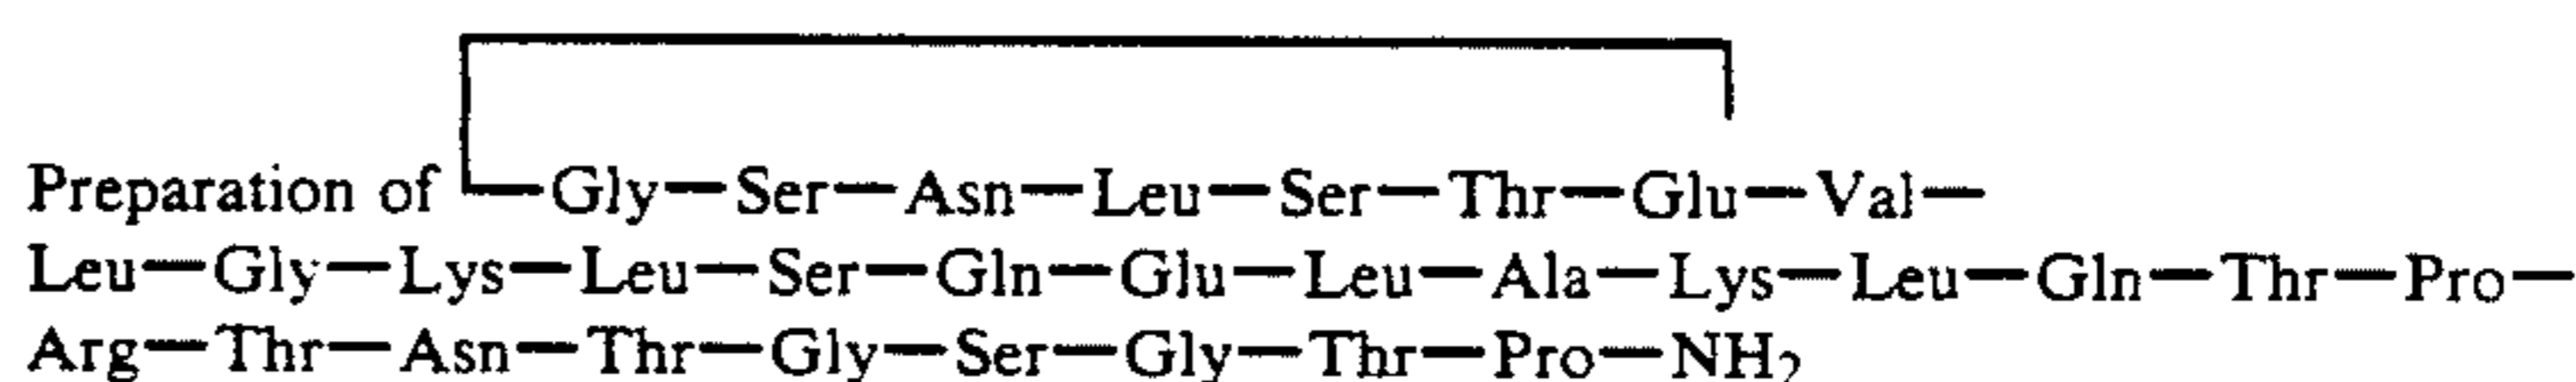 Preparation of Gly—Ser—Asn—Leu—Ser—Thr—Glu—Val—
Leu—Gly—Lys—Leu—Ser—Gln—Glu—Leu—Ala—Lys—Leu—Gln—Thr—Pro—
Arg—Thr—Asn—Thr—Gly—Ser—Gly—Thr—Pro—NH₂